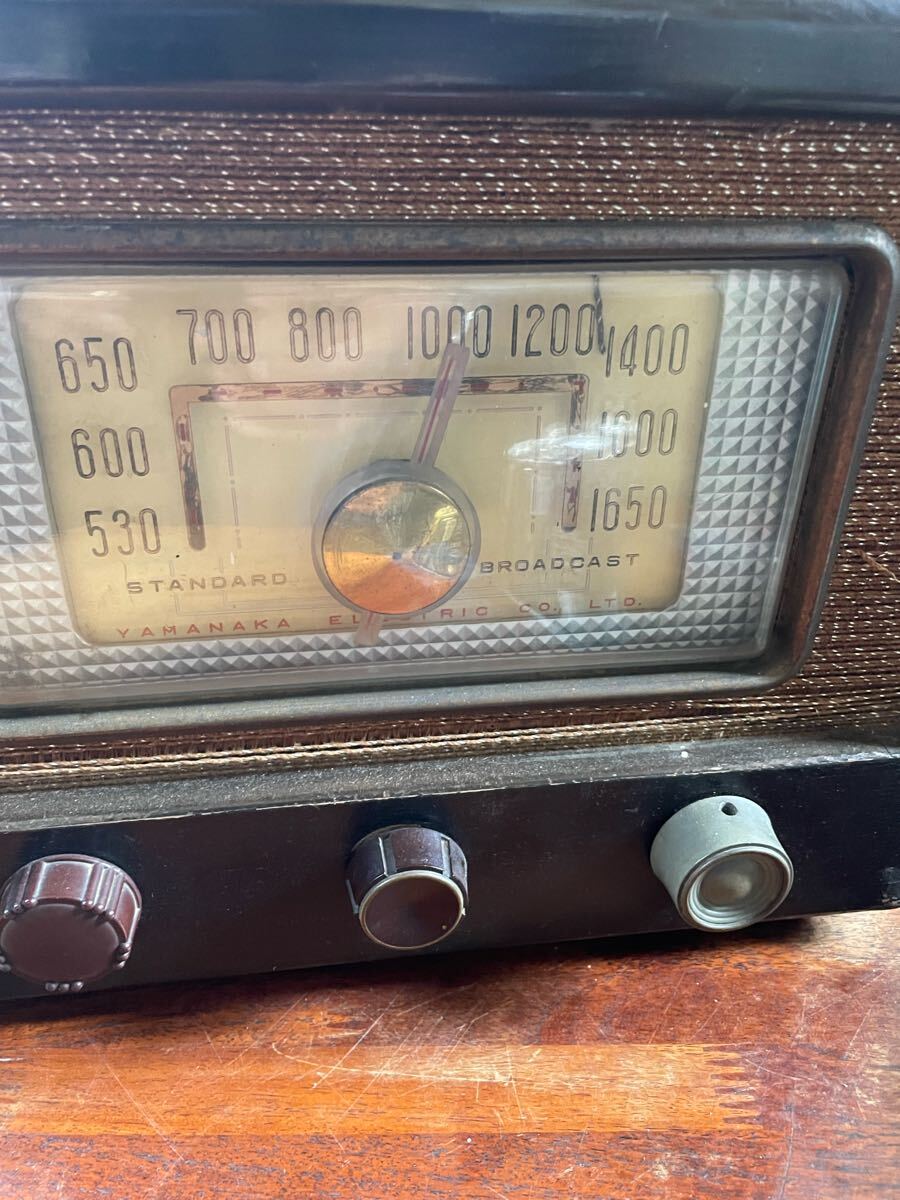 650 700 800 1000 1200 1400
600 1600
530 1650
STANDARD BROADCAST
YAMANAKA ELECTRIC CO., LTD.